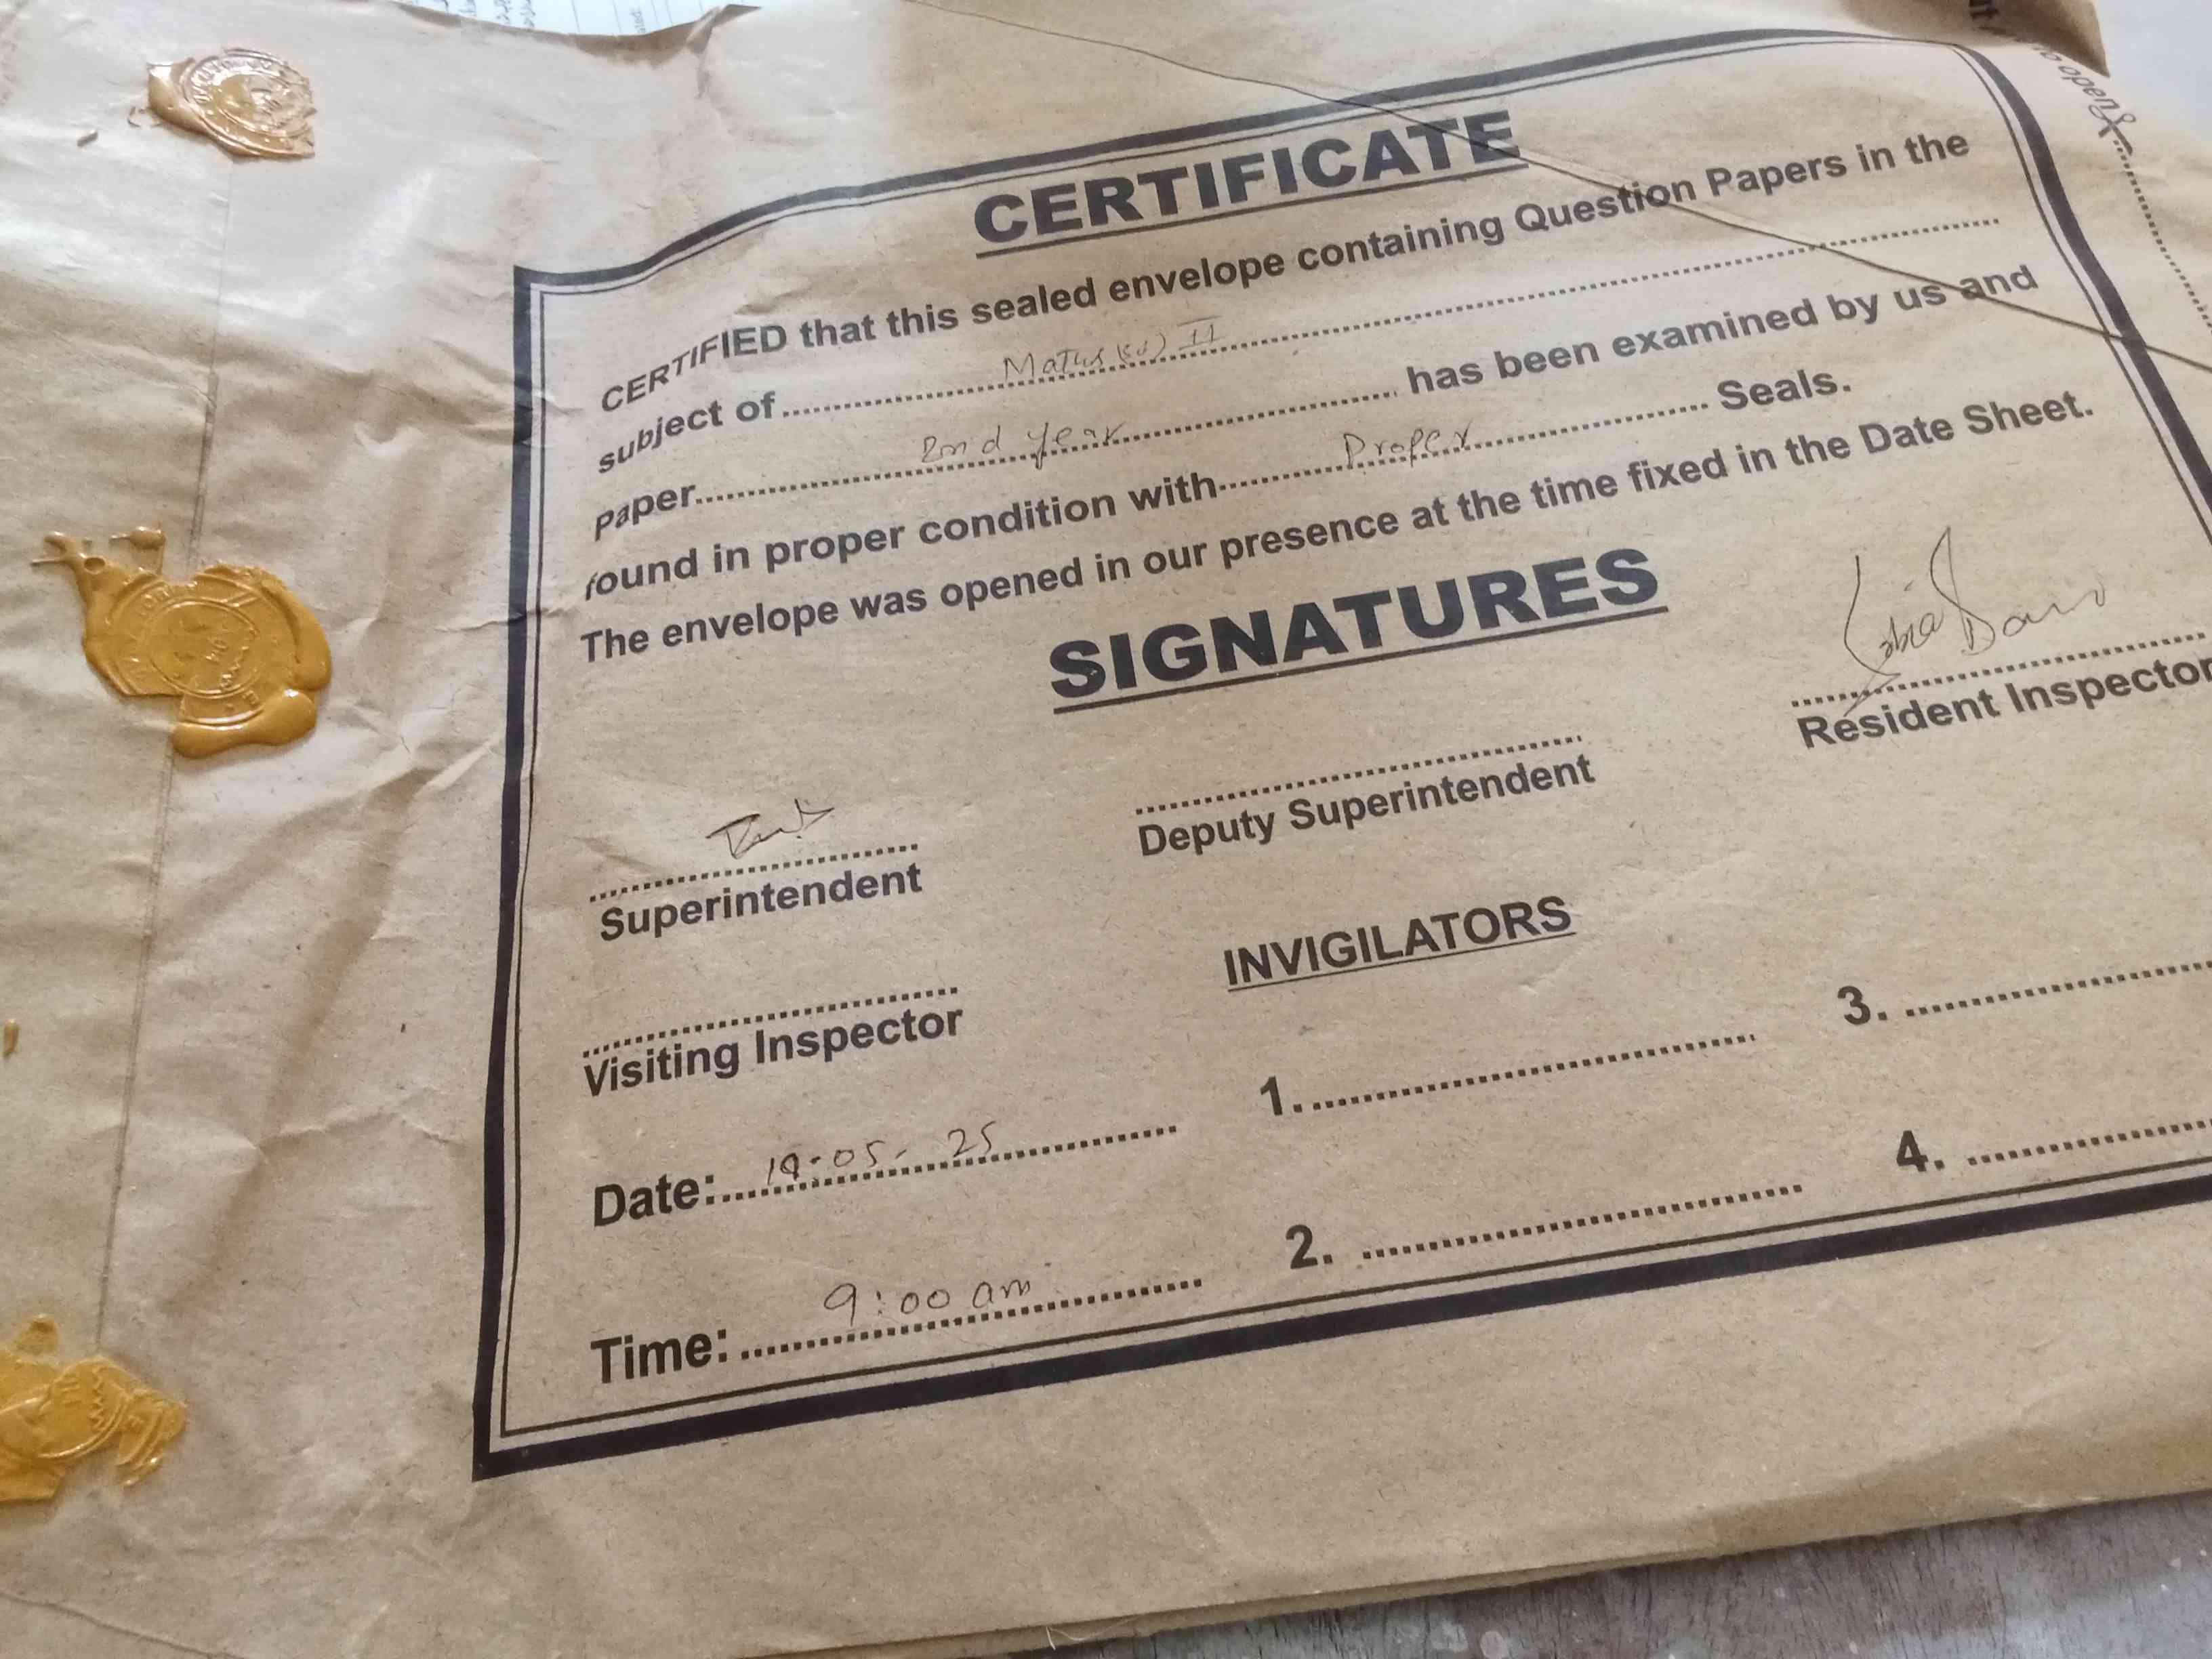 CERTIFICATE
CERTIFIED that this sealed envelope containing Question Papers in the
subject of Maths II
paper 2nd year has been examined by us and
found in proper condition with Proper Seals.
The envelope was opened in our presence at the time fixed in the Date Sheet.
SIGNATURES
Resident Inspector
Deputy Superintendent
Superintendent
INVIGILATORS
Visiting Inspector
1.
3.
Date: 19-05-25
2.
4.
Time: 9:00 am